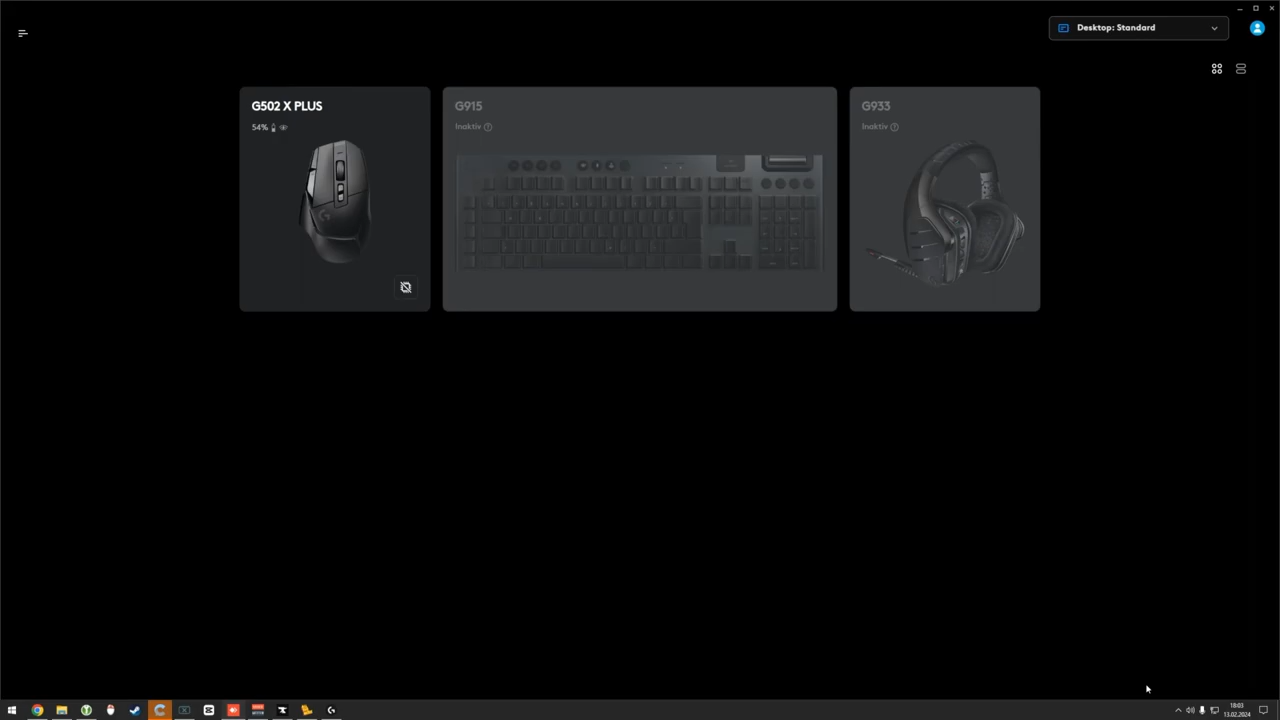 Desktop: Standard
G502 X PLUS
54%
G915
Inaktiv
G933
Inaktiv
18:03
13.02.2024